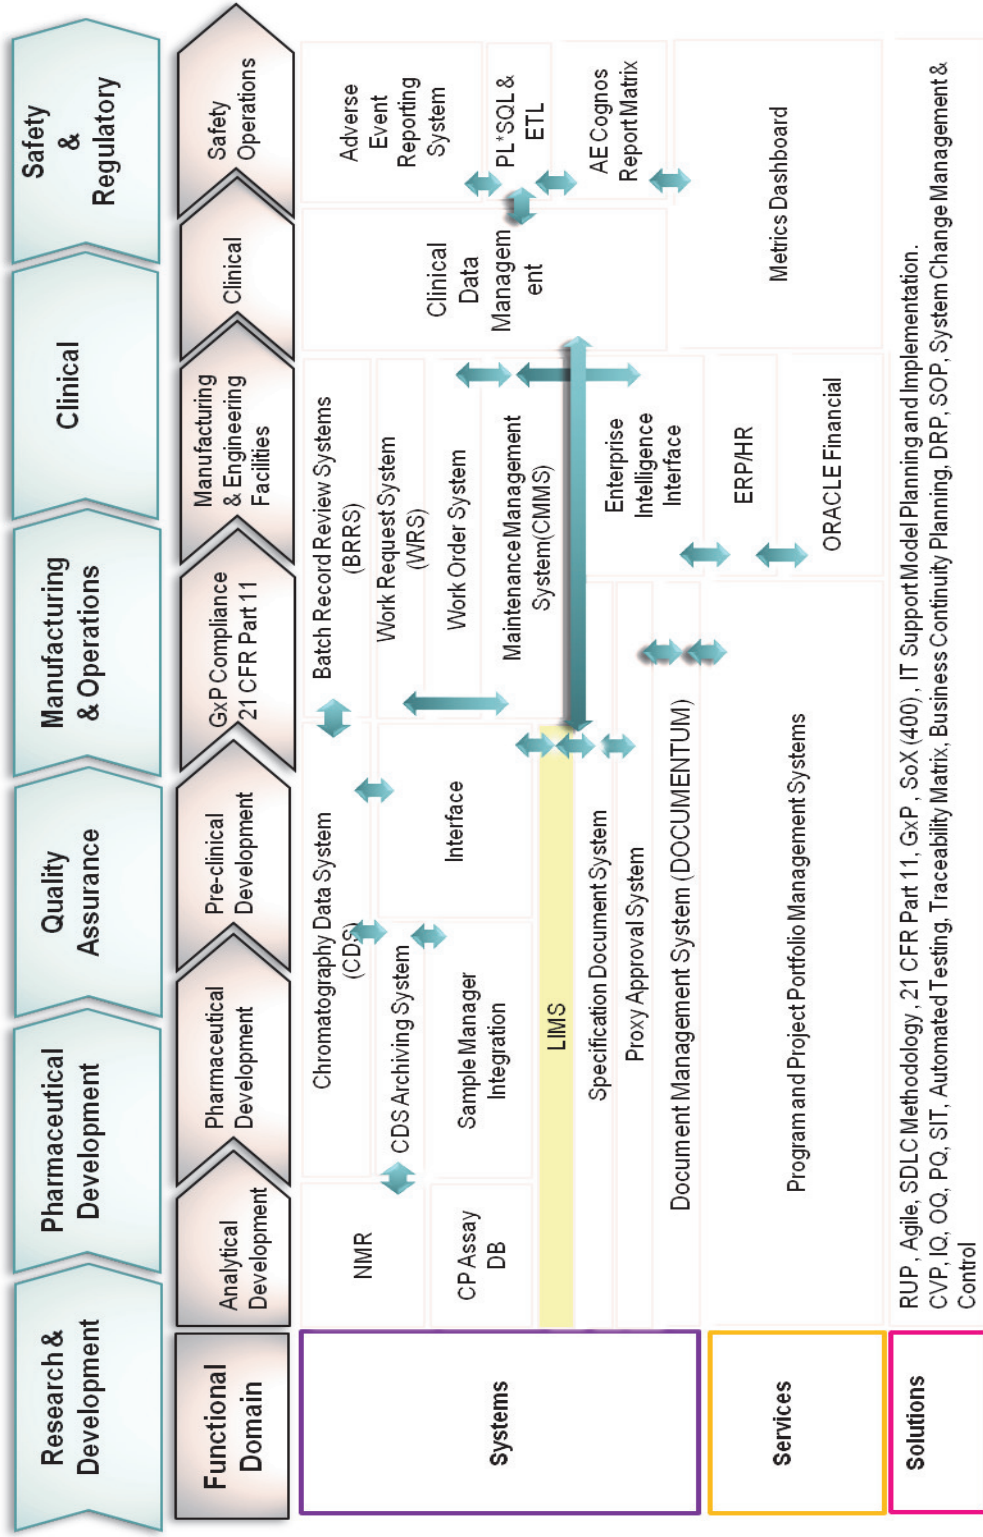 Research &
Development
Pharmaceutical
Development
Quality
Assurance
Manufacturing
& Operations
Clinical
Safety
&
Regulatory
Functional
Domain
Analytical
Development
Pharmaceutical
Development
Pre-clinical
Development
GxP Compliance
21 CFR Part 11
Manufacturing
& Engineering
Facilities
Clinical
Safety
Operations
Systems
NMR
CP Assay
DB
Chromatography Data System
(CDS)
CDS Archiving System
Sample Manager
Integration
Interface
LIMS
Specification Document System
Proxy Approval System
Document Management System (DOCUMENTUM)
Batch Record Review Systems
(BRRS)
Work Request System
(WRS)
Work Order System
Maintenance Management
System(CMMS)
Enterprise
Intelligence
Interface
ERP/HR
ORACLE Financial
Clinical
Data
Managem
ent
Adverse
Event
Reporting
System
PL*SQL &
ETL
AE Cognos
Report Matrix
Services
Program and Project Portfolio Management Systems
Metrics Dashboard
Solutions
RUP , Agile, SDLC Methodology , 21 CFR Part 11, GxP , SoX (400) , IT Support Model Planning and Implementation.
CVP, IQ, OQ, PQ, SIT, Automated Testing, Traceability Matrix, Business Continuity Planning, DRP, SOP, System Change Management &
Control